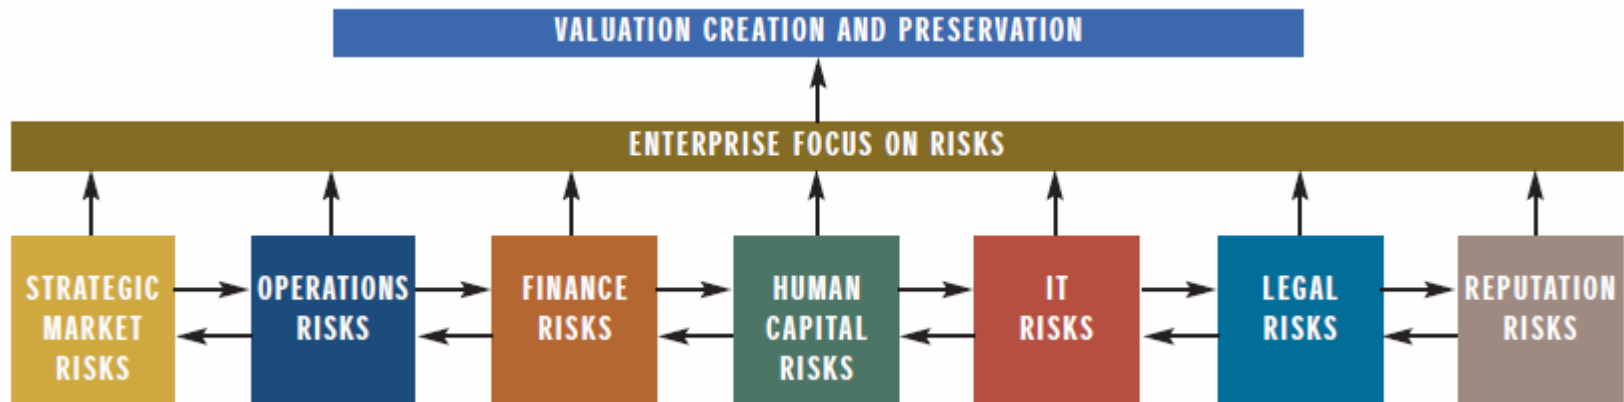 VALUATION CREATION AND PRESERVATION
ENTERPRISE FOCUS ON RISKS
STRATEGIC
MARKET
RISKS
OPERATIONS
RISKS
FINANCE
RISKS
HUMAN
CAPITAL
RISKS
IT
RISKS
LEGAL
RISKS
REPUTATION
RISKS